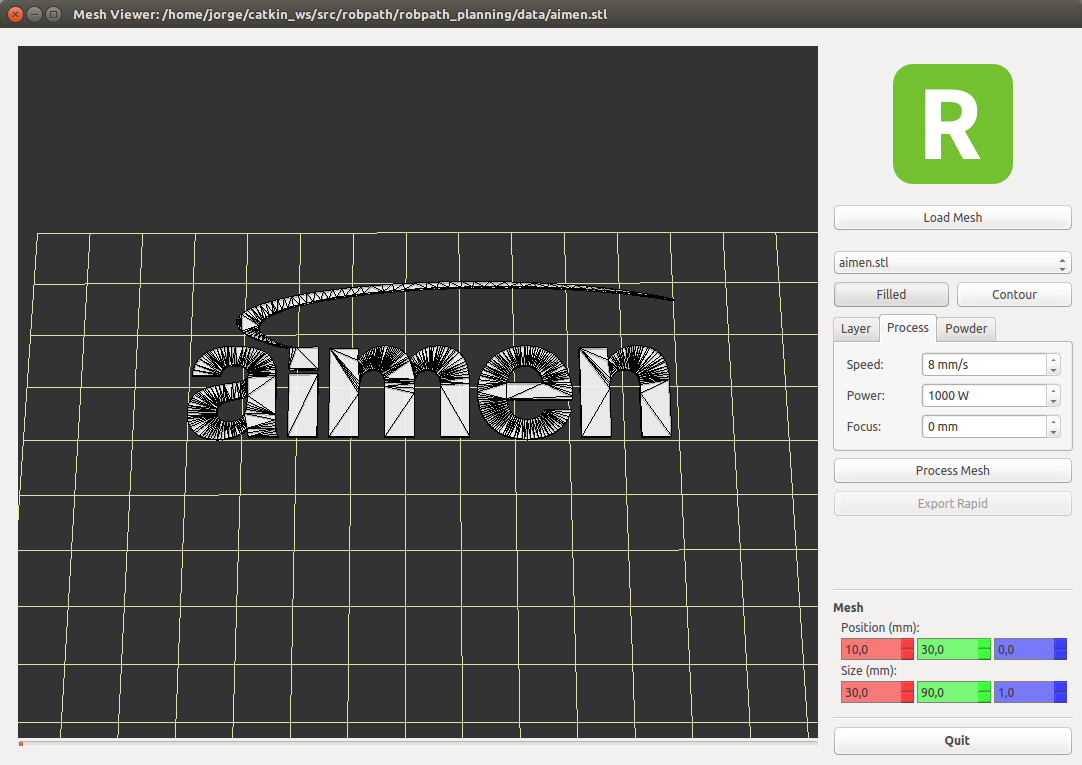 Mesh Viewer: /home/jorge/catkin_ws/src/robpath/robpath_planning/data/aimen.stl
R
Load Mesh
aimen.stl
Filled Contour
Layer Process Powder
Speed: 8 mm/s
Power: 1000 W
Focus: 0 mm
aimen
Process Mesh
Export Rapid
Mesh
Position (mm):
10,0 30,0 0,0
Size (mm):
30,0 90,0 1,0
Quit